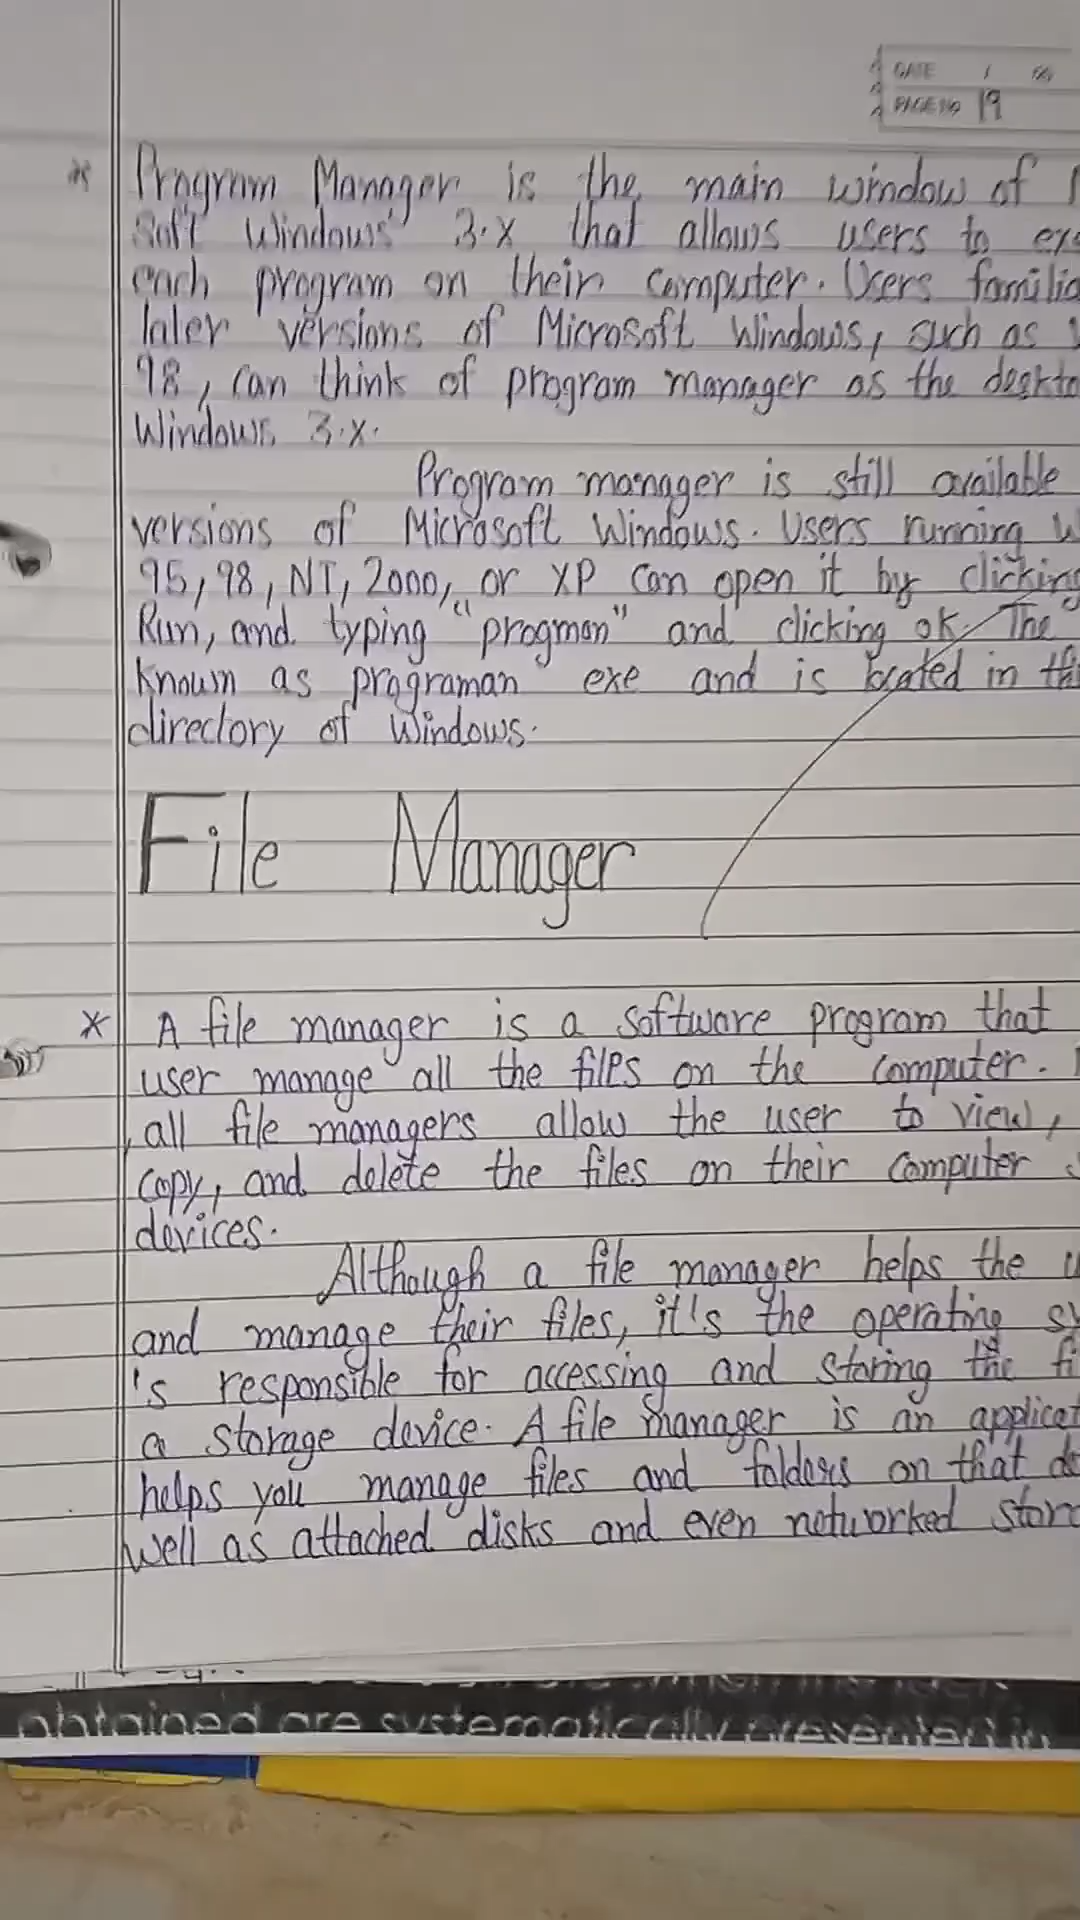 DATE / /
PAGE NO 19
* Program Manager is the main window of
Soft Windows 3.x that allows users to
each program on their computer. Users
later versions of Microsoft Windows, such as
98, can think of program manager as the
Windows 3.x.
Program manager is still available
versions of Microsoft Windows. Users running
95, 98, NT, 2000, or XP can open it by clicking
Run, and typing "progman" and clicking ok. The
known as programan exe and is located in
directory of windows.
File Manager
* A file manager is a software program that
user manage all the files on the computer.
all file managers allow the user to view,
copy, and delete the files on their computer
devices.
Although a file manager helps the
and manage their files, it's the operating
's responsible for accessing and storing the
a storage device. A file manager is an
helps you manage files and folders on that
well as attached disks and even networked
obtained are systematically presented in